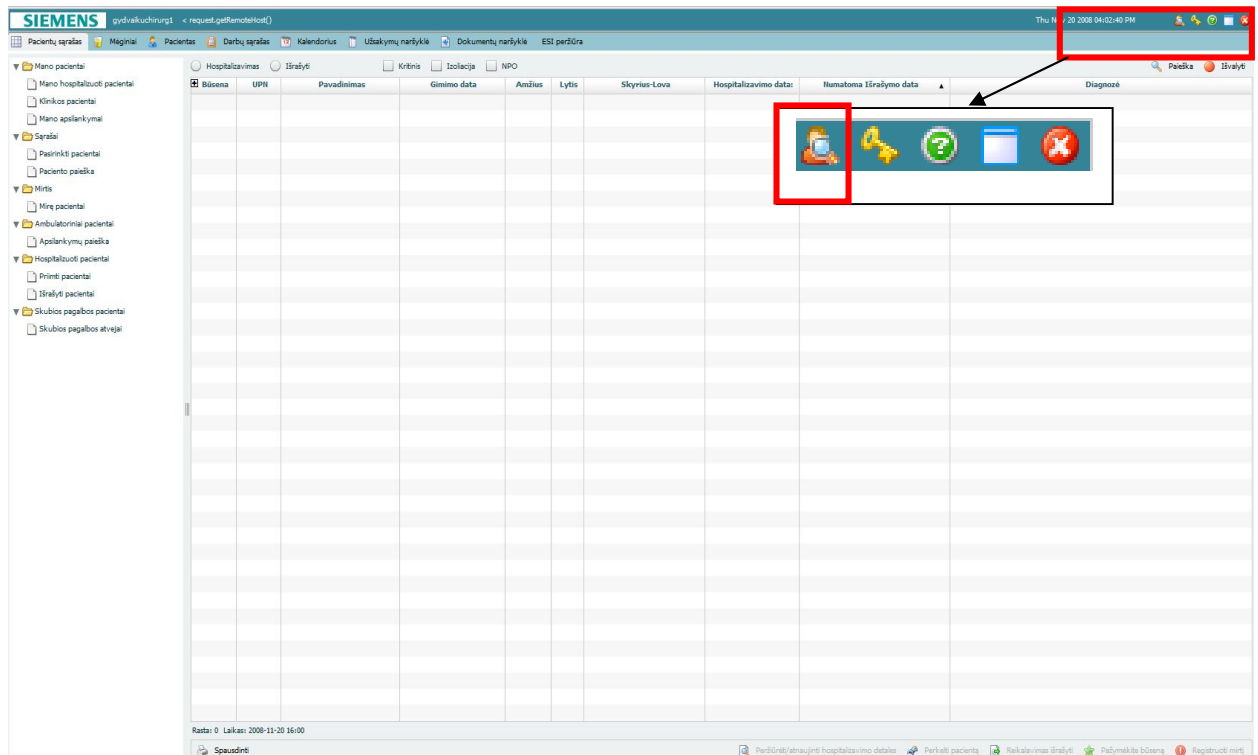 SIEMENS gydvaikuchirurg1 < request.getRemoteHost() Thu Nov 20 2008 04:02:40 PM
Pacientų sąrašas Mėginiai Pacientas Darbų sąrašas Kalendorius Užsakymų naršyklė Dokumentų naršyklė ESI peržiūra
Mano pacientai
Mano hospitalizuoti pacientai
Klinikos pacientai
Mano apsilankymai
Sąrašai
Pasirinkti pacientai
Paciento paieška
Mirtis
Mirę pacientai
Ambulatoriniai pacientai
Apsilankymų paieška
Hospitalizuoti pacientai
Priimti pacientai
Išrašyti pacientai
Skubios pagalbos pacientai
Skubios pagalbos atvejai
Hospitalizavimas Išrašyti Kritinis Izoliacija NPO Paieška Išvalyti
Būsena UPN Pavadinimas Gimimo data Amžius Lytis Skyrius-Lova Hospitalizavimo data: Numatoma Išrašymo data Diagnozė
Rasta: 0 Laikas: 2008-11-20 16:00
Spausdinti Peržiūrėti/atnaujinti hospitalizavimo detales Perkelti pacientą Reikalavimas išrašyti Pažymėkite būseną Registruoti mirtį